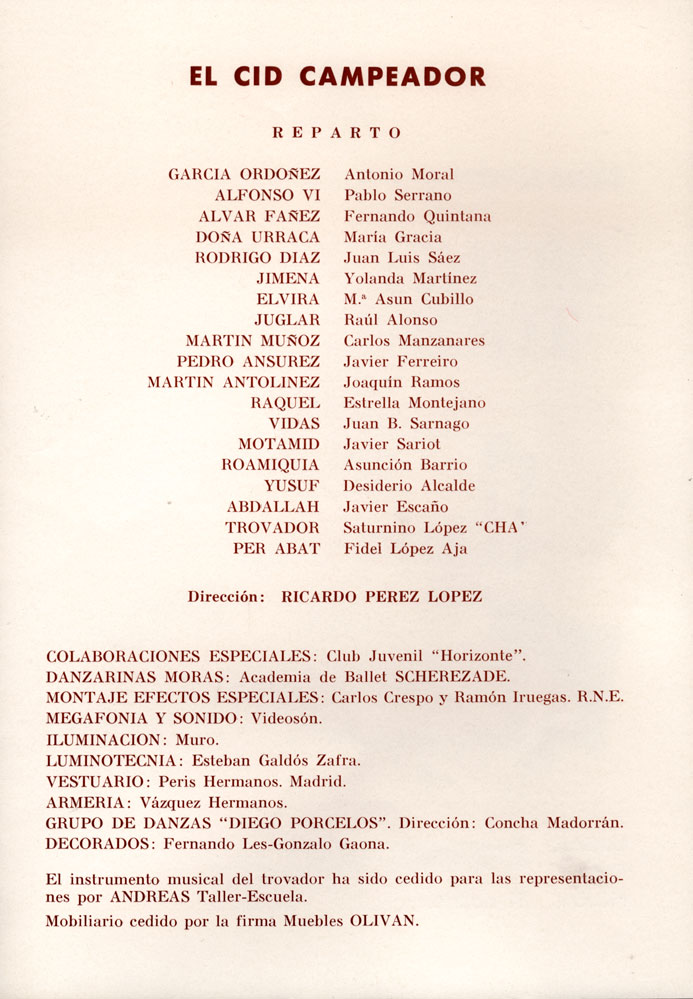 EL CID CAMPEADOR
REPARTO
GARCIA ORDOÑEZ Antonio Moral
ALFONSO VI Pablo Serrano
ALVAR FAÑEZ Fernando Quintana
DOÑA URRACA María Gracia
RODRIGO DIAZ Juan Luis Sáez
JIMENA Yolanda Martínez
ELVIRA M.ª Asun Cubillo
JUGLAR Raúl Alonso
MARTIN MUÑOZ Carlos Manzanares
PEDRO ANSUREZ Javier Ferreiro
MARTIN ANTOLINEZ Joaquín Ramos
RAQUEL Estrella Montejano
VIDAS Juan B. Sarnago
MOTAMID Javier Sariot
ROAMIQUIA Asunción Barrio
YUSUF Desiderio Alcalde
ABDALLAH Javier Escaño
TROVADOR Saturnino López "CHA'
PER ABAT Fidel López Aja
Dirección: RICARDO PEREZ LOPEZ
COLABORACIONES ESPECIALES: Club Juvenil "Horizonte".
DANZARINAS MORAS: Academia de Ballet SCHEREZADE.
MONTAJE EFECTOS ESPECIALES: Carlos Crespo y Ramón Iruegas. R.N.E.
MEGAFONIA Y SONIDO: Videosón.
ILUMINACION: Muro.
LUMINOTECNIA: Esteban Galdós Zafra.
VESTUARIO: Peris Hermanos. Madrid.
ARMERIA: Vázquez Hermanos.
GRUPO DE DANZAS "DIEGO PORCELOS". Dirección: Concha Madorrán.
DECORADOS: Fernando Les-Gonzalo Gaona.
El instrumento musical del trovador ha sido cedido para las representacio-
nes por ANDREAS Taller-Escuela.
Mobiliario cedido por la firma Muebles OLIVAN.